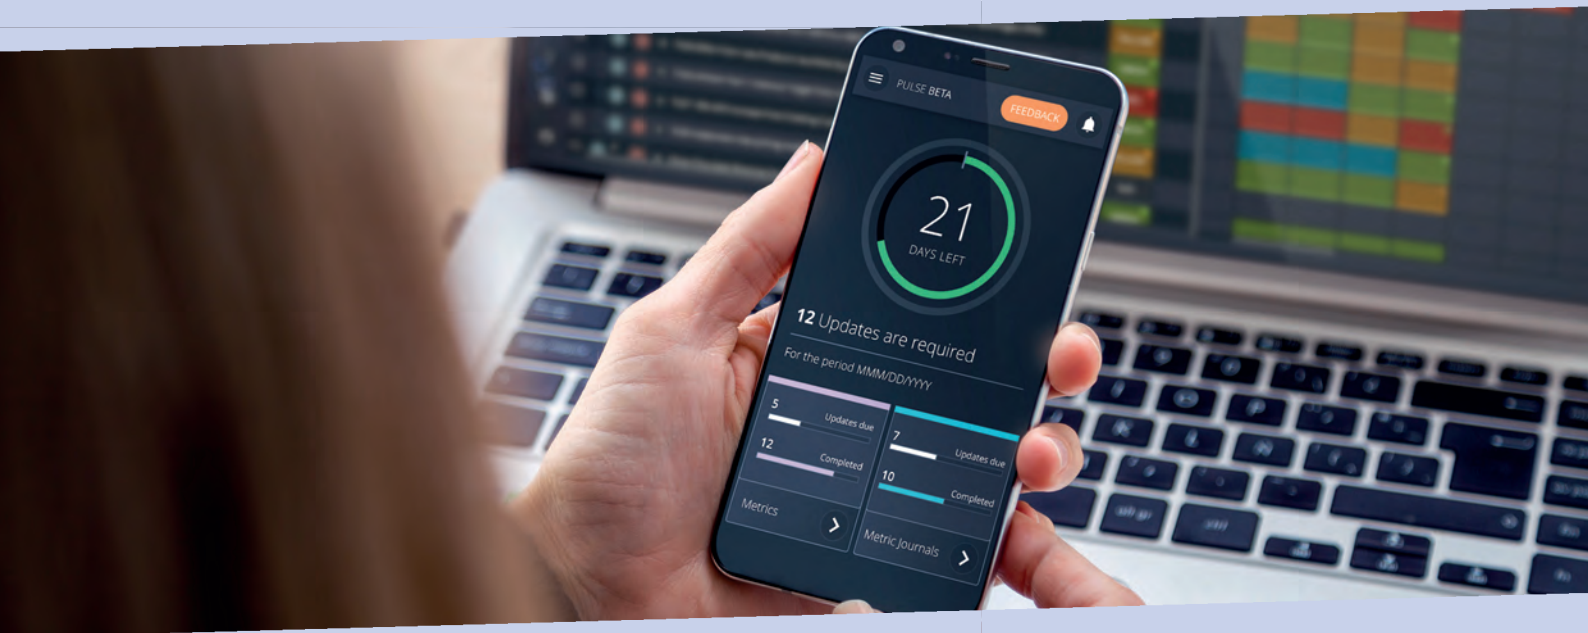 PULSE BETA
FEEDBACK
21
DAYS LEFT
12 Updates are required
For the period MMM/DD/YYYY
5
Updates due
12
Completed
Metrics
7
Updates due
10
Completed
Metric Journals